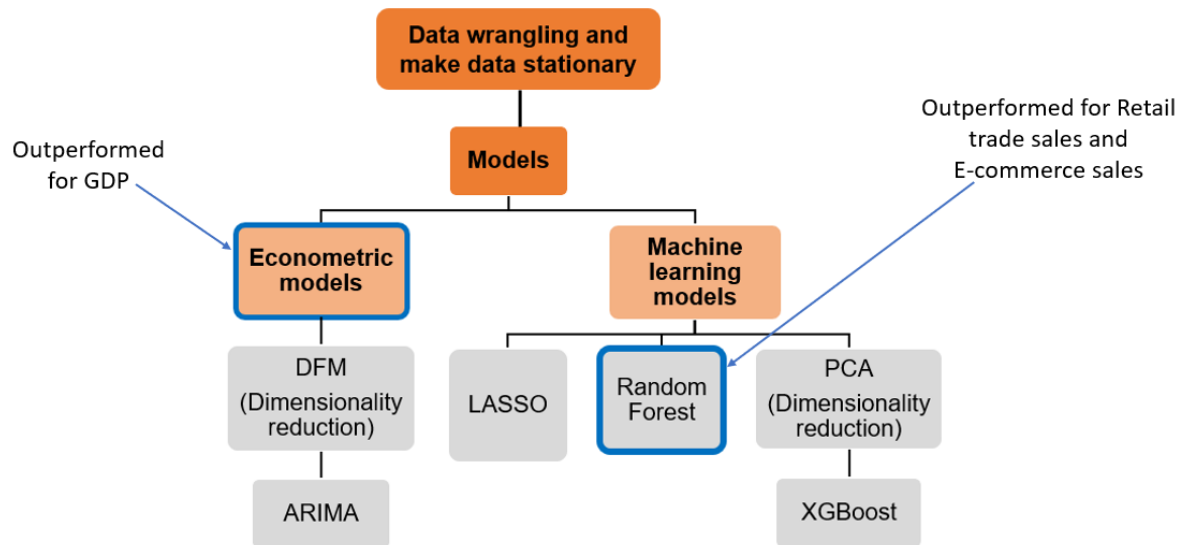 Data wrangling and
make data stationary
Outperformed for Retail
trade sales and
E-commerce sales
Outperformed
for GDP
Models
Econometric
models
Machine
learning
models
DFM
(Dimensionality
reduction)
LASSO
Random
Forest
PCA
(Dimensionality
reduction)
ARIMA
XGBoost